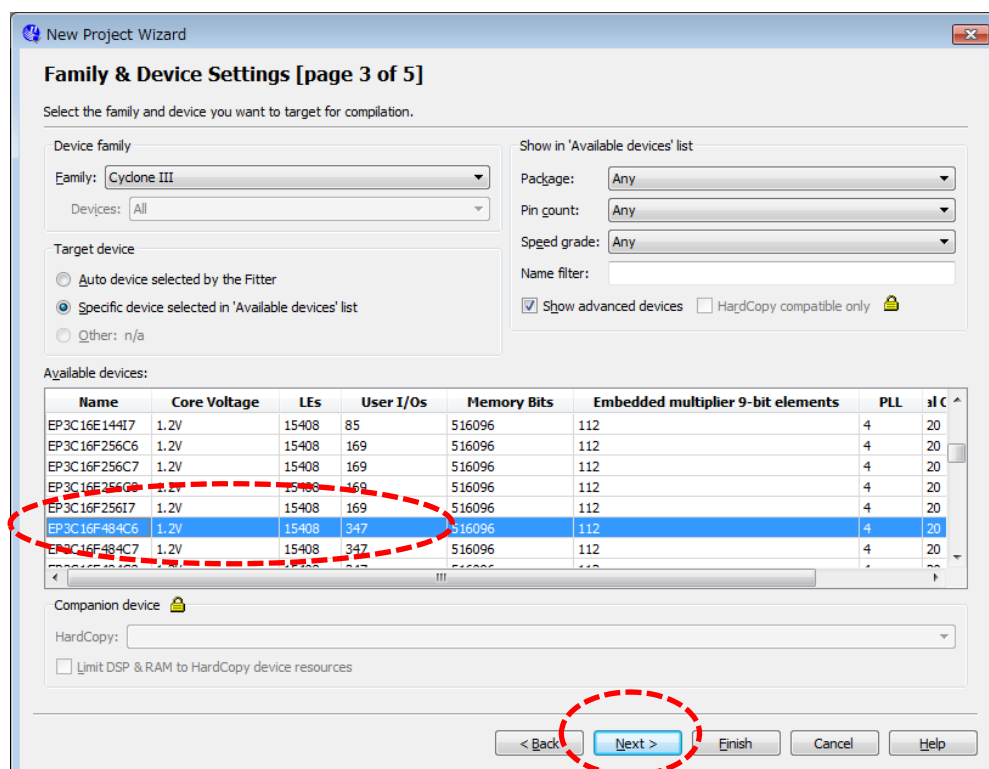 New Project Wizard
Family & Device Settings [page 3 of 5]
Select the family and device you want to target for compilation.
Device family
Family: Cyclone III
Devices: All
Target device
Auto device selected by the Fitter
Specific device selected in 'Available devices' list
Other: n/a
Show in 'Available devices' list
Package: Any
Pin count: Any
Speed grade: Any
Name filter:
Show advanced devices HardCopy compatible only
Available devices:
Name Core Voltage LEs User I/Os Memory Bits Embedded multiplier 9-bit elements PLL
EP3C16E144I7 1.2V 15408 85 516096 112 4 20
EP3C16F256C6 1.2V 15408 169 516096 112 4 20
EP3C16F256C7 1.2V 15408 169 516096 112 4 20
EP3C16F256C8 1.2V 15408 169 516096 112 4 20
EP3C16F256I7 1.2V 15408 169 516096 112 4 20
EP3C16F484C6 1.2V 15408 347 516096 112 4 20
EP3C16F484C7 1.2V 15408 347 516096 112 4 20
Companion device
HardCopy:
Limit DSP & RAM to HardCopy device resources
< Back Next > Finish Cancel Help